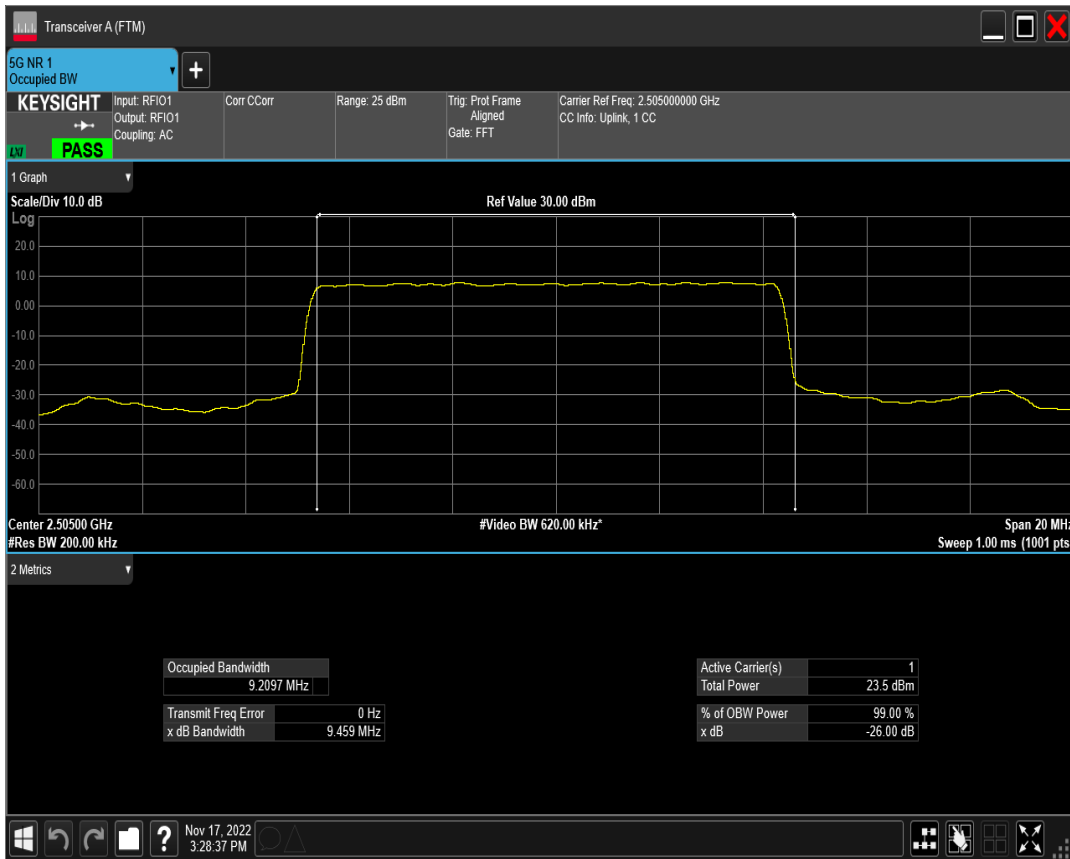 Transceiver A (FTM)
5G NR 1
Occupied BW
+
KEYSIGHT
LXI
PASS
Input: RFIO1
Output: RFIO1
Coupling: AC
Corr CCorr
Range: 25 dBm
Trig: Prot Frame
Aligned
Gate: FFT
Carrier Ref Freq: 2.505000000 GHz
CC Info: Uplink, 1 CC
1 Graph
Scale/Div 10.0 dB
Ref Value 30.00 dBm
Log
20.0
10.0
0.00
-10.0
-20.0
-30.0
-40.0
-50.0
-60.0
Center 2.50500 GHz
#Video BW 620.00 kHz*
Span 20 MHz
#Res BW 200.00 kHz
Sweep 1.00 ms (1001 pts
2 Metrics
Occupied Bandwidth
9.2097 MHz
Transmit Freq Error 0 Hz
x dB Bandwidth 9.459 MHz
Active Carrier(s) 1
Total Power 23.5 dBm
% of OBW Power 99.00 %
x dB -26.00 dB
?
Nov 17, 2022
3:28:37 PM